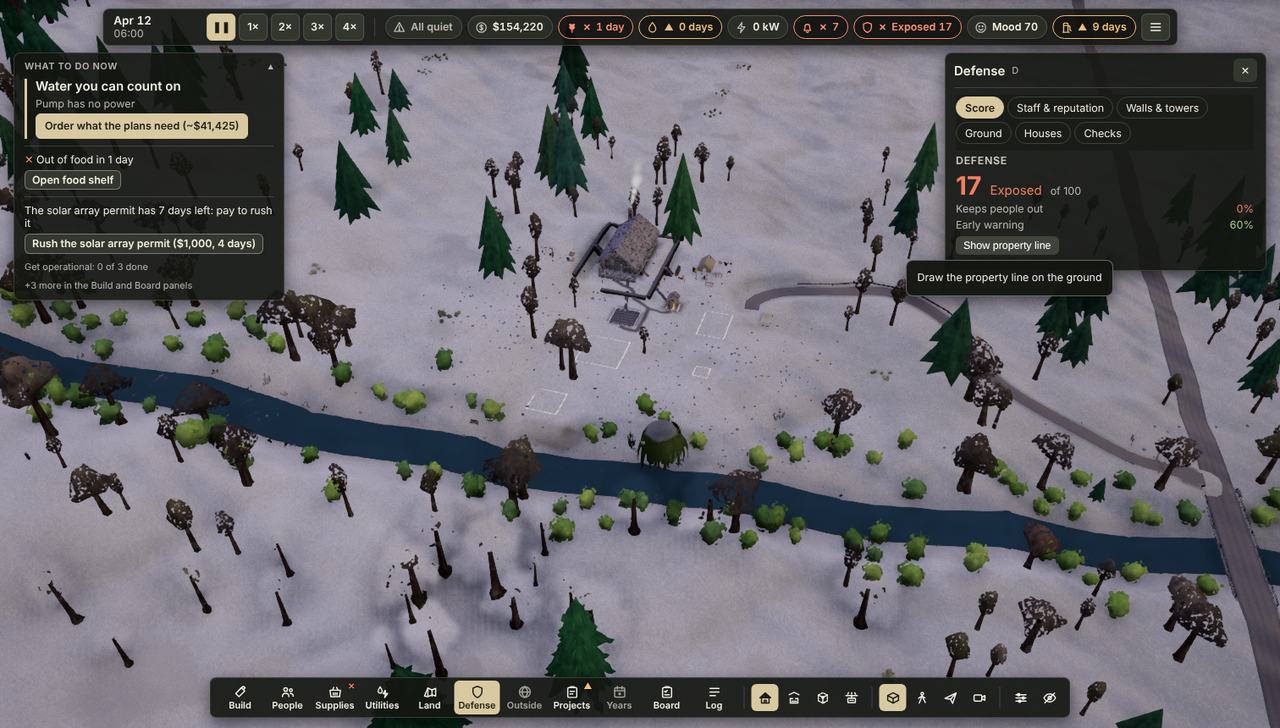 Apr 12
06:00
1×
2×
3×
4×
All quiet
$154,220
× 1 day
▲ 0 days
0 kW
× 7
× Exposed 17
Mood 70
▲ 9 days
WHAT TO DO NOW
Water you can count on
Pump has no power
Order what the plans need (~$41,425)
× Out of food in 1 day
Open food shelf
The solar array permit has 7 days left: pay to rush
it
Rush the solar array permit ($1,000, 4 days)
Get operational: 0 of 3 done
+3 more in the Build and Board panels
Defense D
Score
Staff & reputation
Walls & towers
Ground
Houses
Checks
DEFENSE
17 Exposed of 100
Keeps people out 0%
Early warning 60%
Show property line
Draw the property line on the ground
Build
People
Supplies
Utilities
Land
Defense
Outside
Projects
Years
Board
Log